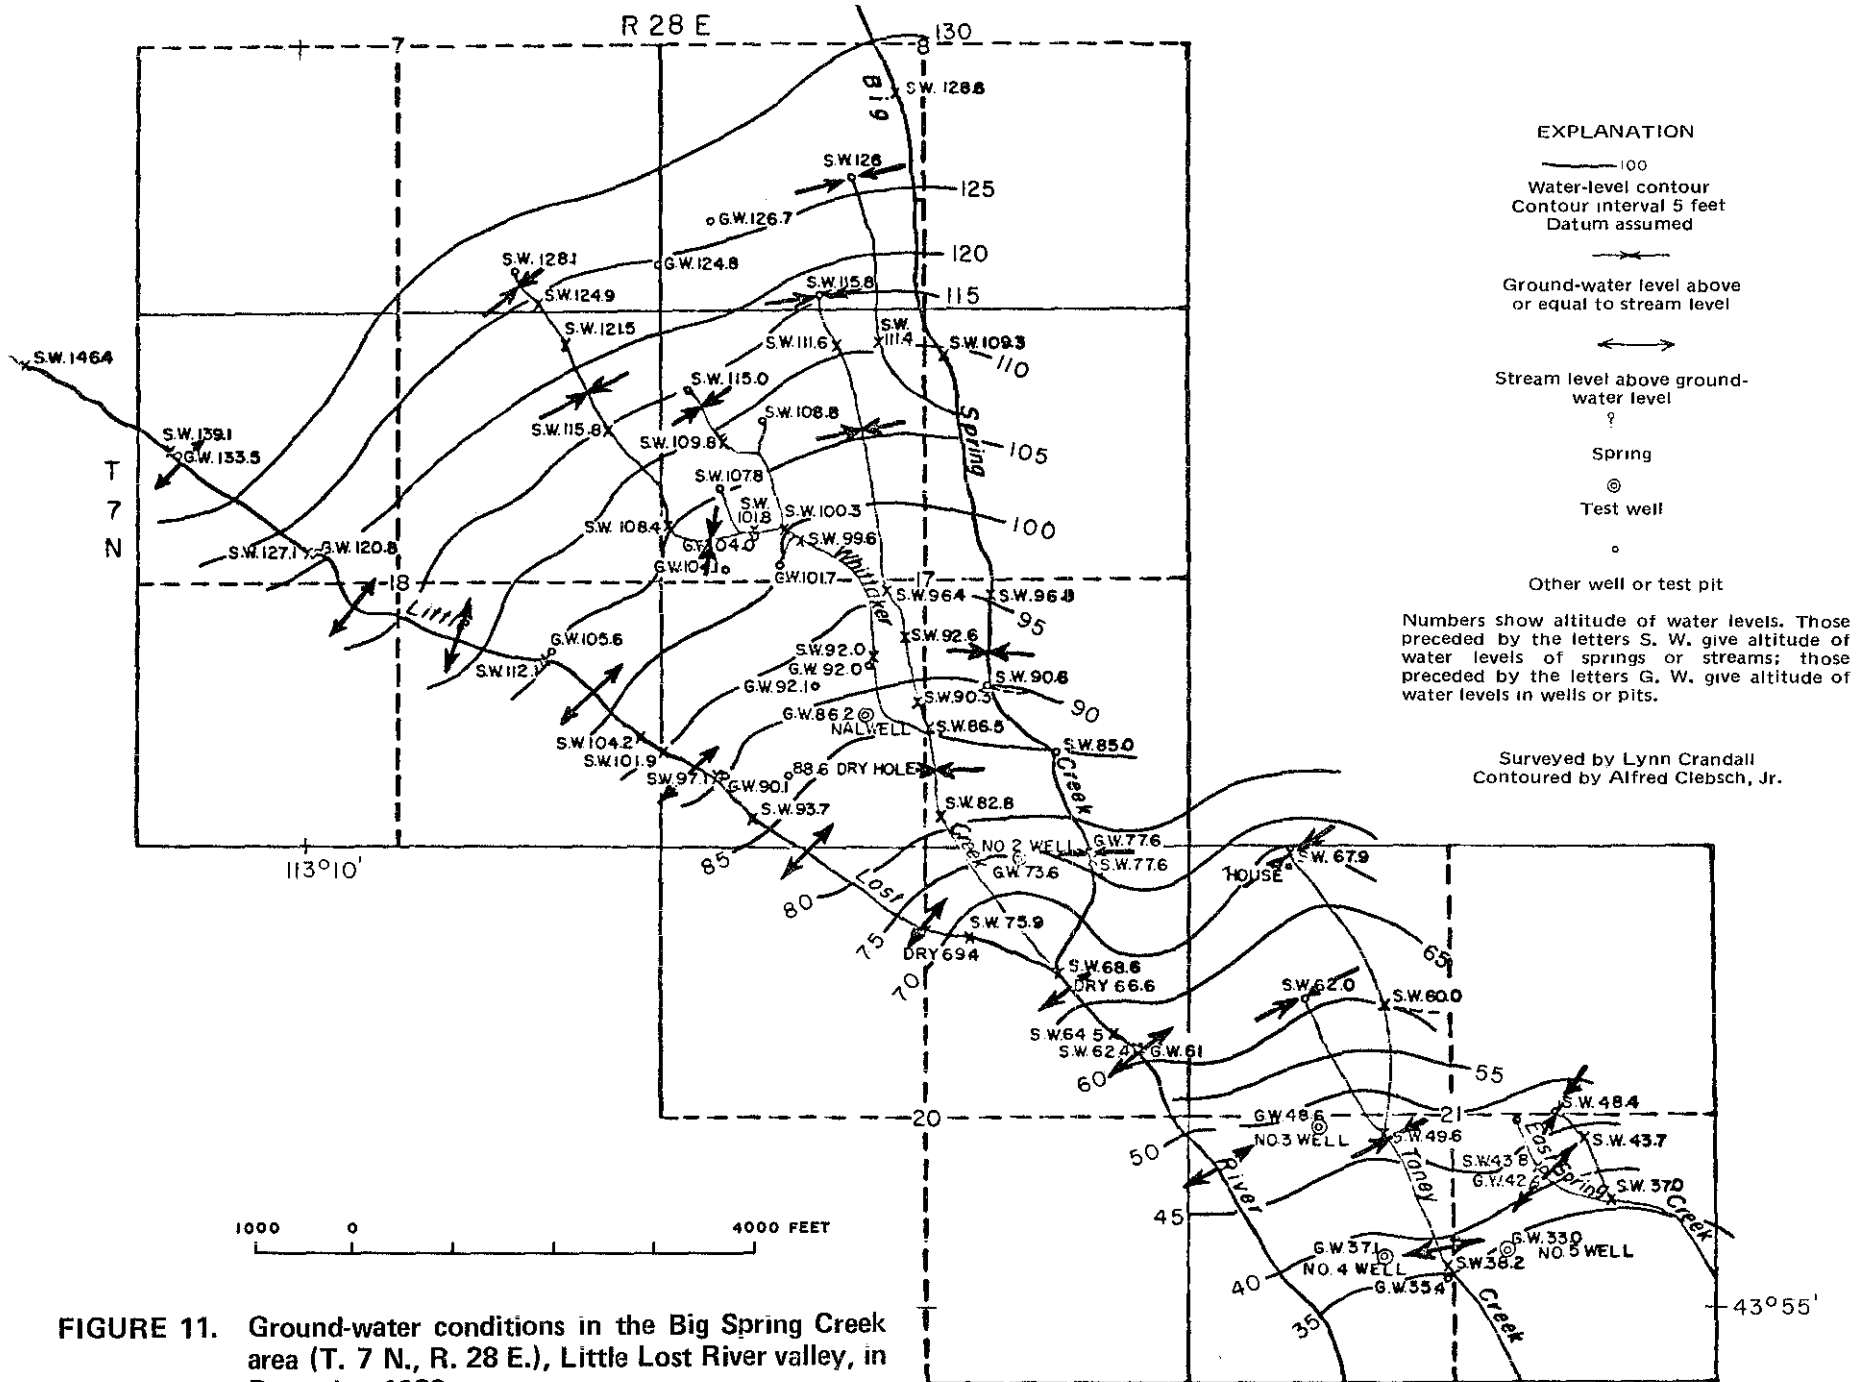 R 28 E
7
8
130
Big
S.W. 128.6
S.W. 126
125
G.W. 126.7
120
S.W. 128.1
G.W. 124.8
S.W. 124.9
S.W. 115.8
115
S.W. 121.5
S.W. 111.6
S.W. 111.4
S.W. 109.3
110
S.W. 146.4
S.W. 115.0
S.W. 108.8
Spring
S.W. 115.8
S.W. 109.8
105
S.W. 139.1
G.W. 133.5
T
7
N
S.W. 107.8
S.W. 101.8
S.W. 108.4
S.W. 100.3
100
S.W. 99.6
G.W. 104.0
S.W. 127.1
G.W. 120.8
G.W. 101.7
Whittaker
18
17
S.W. 96.4
95
Little
S.W. 92.6
G.W. 105.6
S.W. 112.1
S.W. 92.0
G.W. 92.0
G.W. 92.1
S.W. 90.6
S.W. 90.3
90
G.W. 86.2
NALWELL
S.W. 86.5
S.W. 85.0
S.W. 104.2
S.W. 101.9
S.W. 97.1
G.W. 90.1
88.6 DRY HOLE
Creek
S.W. 93.7
S.W. 82.8
Creek
85
NO 2 WELL
G.W. 77.6
S.W. 77.6
G.W. 73.6
S.W. 67.9
HOUSE
113°10'
80
Lost
S.W. 75.9
75
DRY 69.4
70
S.W. 68.6
DRY 66.6
65
S.W. 62.0
S.W. 60.0
S.W. 64.5
S.W. 62.4
G.W. 61
60
55
20
21
G.W. 48.6
NO. 3 WELL
S.W. 49.6
S.W. 48.4
S.W. 43.7
50
S.W. 43.8
East Spring
Creek
S.W. 37.0
River
Taney
45
G.W. 37.1
NO. 4 WELL
G.W. 33.0
NO. 5 WELL
S.W. 38.2
G.W. 35.4
40
35
Creek
43°55'
EXPLANATION
100
Water-level contour
Contour interval 5 feet
Datum assumed
Ground-water level above
or equal to stream level
Stream level above ground-
water level
Spring
Test well
Other well or test pit
Numbers show altitude of water levels. Those
preceded by the letters S. W. give altitude of
water levels of springs or streams; those
preceded by the letters G. W. give altitude of
water levels in wells or pits.
Surveyed by Lynn Crandall
Contoured by Alfred Clebsch, Jr.
1000 0 4000 FEET
FIGURE 11. Ground-water conditions in the Big Spring Creek
area (T. 7 N., R. 28 E.), Little Lost River valley, in